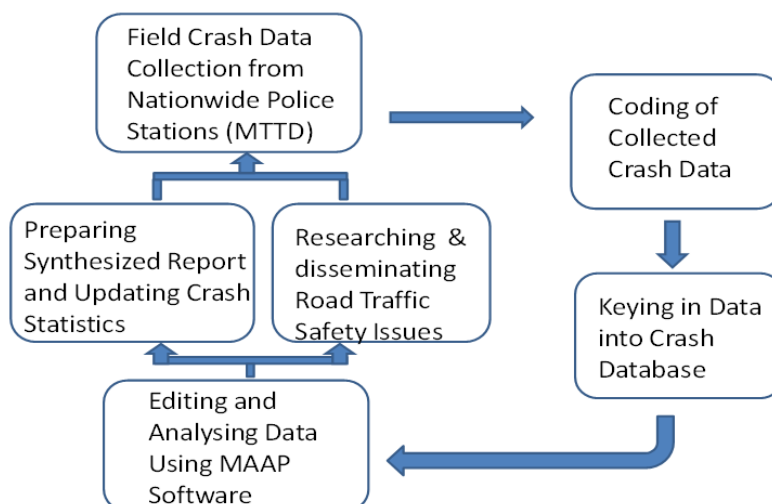 Field Crash Data
Collection from
Nationwide Police
Stations (MTTD)
Coding of
Collected
Crash Data
Keying in Data
into Crash
Database
Editing and
Analysing Data
Using MAAP
Software
Preparing
Synthesized Report
and Updating Crash
Statistics
Researching &
disseminating
Road Traffic
Safety Issues